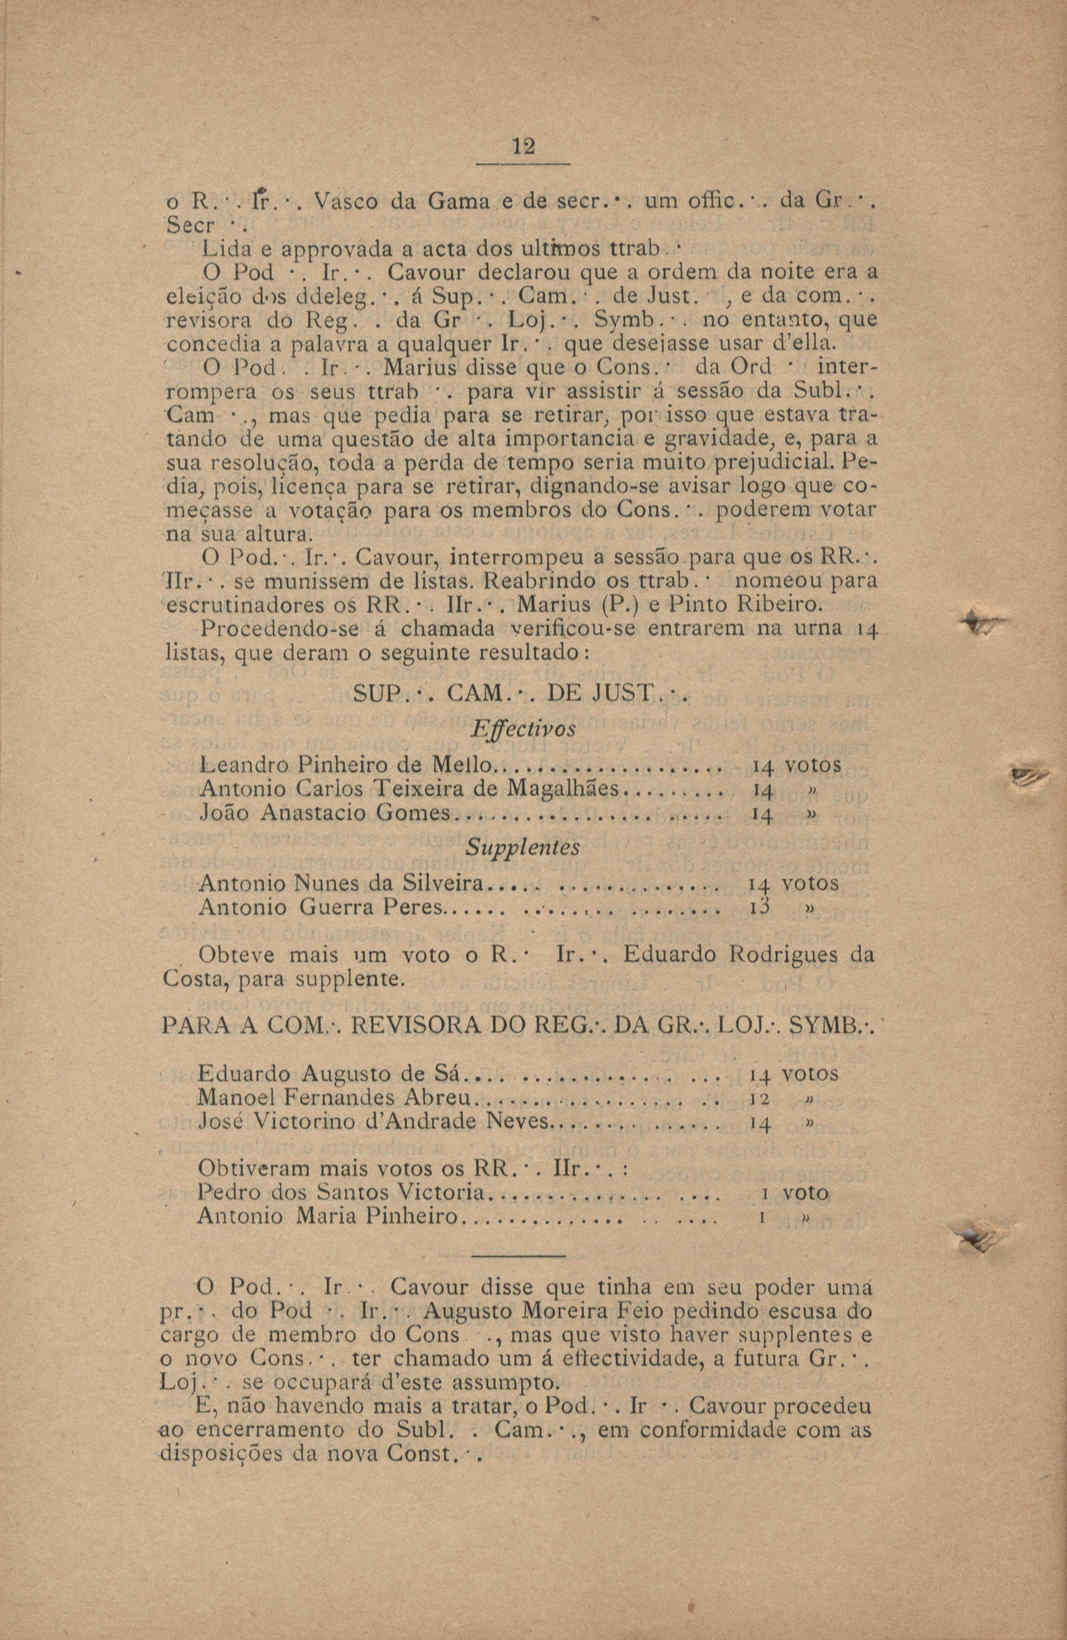 12
o R.·. Ir.·. Vasco da Gama e de secr.·. um offic.·. da Gr.·.
Secr ·.
Lida e approvada a acta dos ultimos ttrab.·
O Pod ·. Ir.·. Cavour declarou que a ordem da noite era a
eleição dos ddeleg.·. á Sup.·. Cam.·. de Just. · , e da com.·.
revisora do Reg. . da Gr ·. Loj.·. Symb.·. no entanto, que
concedia a palavra a qualquer Ir.·. que desejasse usar d'ella.
O Pod. . Ir.·. Marius disse que o Cons.· da Ord · inter-
rompera os seus ttrab ·. para vir assistir á sessão da Subl.·.
Cam ·., mas que pedia para se retirar, por isso que estava tra-
tando de uma questão de alta importancia e gravidade, e, para a
sua resolução, toda a perda de tempo seria muito prejudicial. Pe-
dia, pois, licença para se retirar, dignando-se avisar logo que co-
meçasse a votação para os membros do Cons.·. poderem votar
na sua altura.
O Pod.·. Ir.·. Cavour, interrompeu a sessão para que os RR.·.
IIr.·. se munissem de listas. Reabrindo os ttrab.· nomeou para
escrutinadores os RR.·. IIr.·. Marius (P.) e Pinto Ribeiro.
Procedendo-se á chamada verificou-se entrarem na urna 14
listas, que deram o seguinte resultado:
SUP.·. CAM.·. DE JUST.·.
Effectivos
Leandro Pinheiro de Mello.................... 14 votos
Antonio Carlos Teixeira de Magalhães......... 14 »
João Anastacio Gomes....................... 14 »
Supplentes
Antonio Nunes da Silveira..... .............. 14 votos
Antonio Guerra Peres...... ........ ........ 13 »
Obteve mais um voto o R.· Ir.·. Eduardo Rodrigues da
Costa, para supplente.
PARA A COM.·. REVISORA DO REG.·. DA GR.·. LOJ.·. SYMB.·.
Eduardo Augusto de Sá.... ............. ... 14 votos
Manoel Fernandes Abreu.................. .. 12 »
José Victorino d'Andrade Neves........ ...... 14 »
Obtiveram mais votos os RR.·. IIr.·. :
Pedro dos Santos Victoria............... .... 1 voto
Antonio Maria Pinheiro.............. .. .... 1 »
O Pod.·. Ir ·. Cavour disse que tinha em seu poder uma
pr.·. do Pod ·. Ir.·. Augusto Moreira Feio pedindo escusa do
cargo de membro do Cons ., mas que visto haver supplentes e
o novo Cons.·. ter chamado um á effectividade, a futura Gr.·.
Loj.·. se occupará d'este assumpto.
E, não havendo mais a tratar, o Pod.·. Ir ·. Cavour procedeu
ao encerramento do Subl. . Cam.·., em conformidade com as
disposições da nova Const.·.